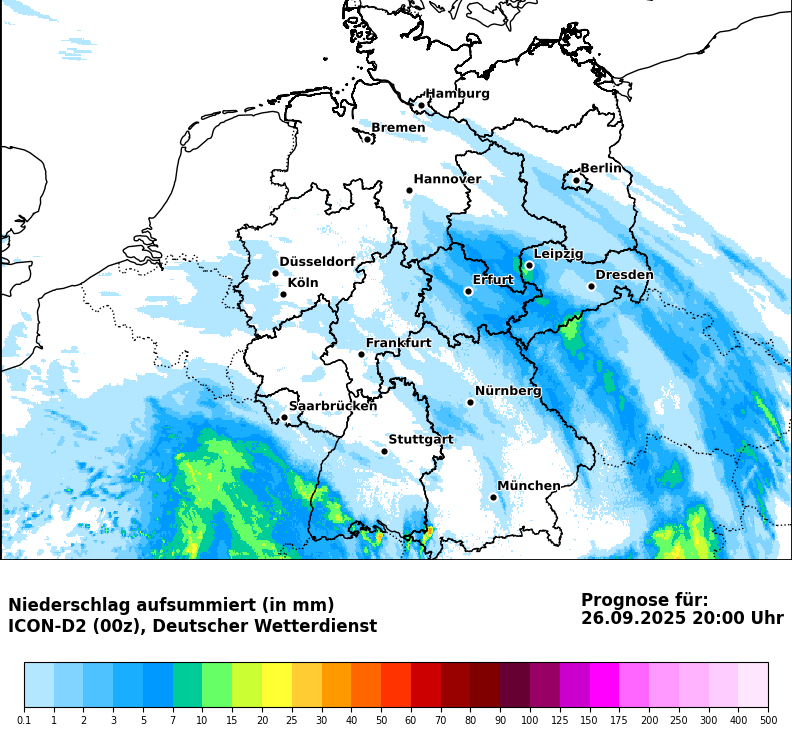 Hamburg
Bremen
Berlin
Hannover
Leipzig
Düsseldorf
Dresden
Köln
Erfurt
Frankfurt
Nürnberg
Saarbrücken
Stuttgart
München
Niederschlag aufsummiert (in mm)
ICON-D2 (00z), Deutscher Wetterdienst
Prognose für:
26.09.2025 20:00 Uhr
0.1 1 2 3 5 7 10 15 20 25 30 40 50 60 70 80 90 100 125 150 175 200 250 300 400 500